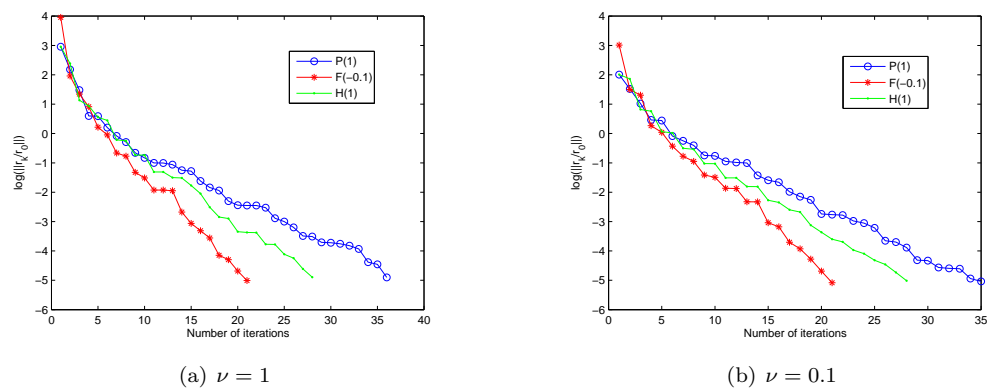 4
3
2
1
0
−1
−2
−3
−4
−5
−6
log(||r_k/r_0||)
P(1)
F(−0.1)
H(1)
0 5 10 15 20 25 30 35 40
Number of iterations
(a) ν = 1
4
3
2
1
0
−1
−2
−3
−4
−5
−6
log(||r_k/r_0||)
P(1)
F(−0.1)
H(1)
0 5 10 15 20 25 30 35
Number of iterations
(b) ν = 0.1